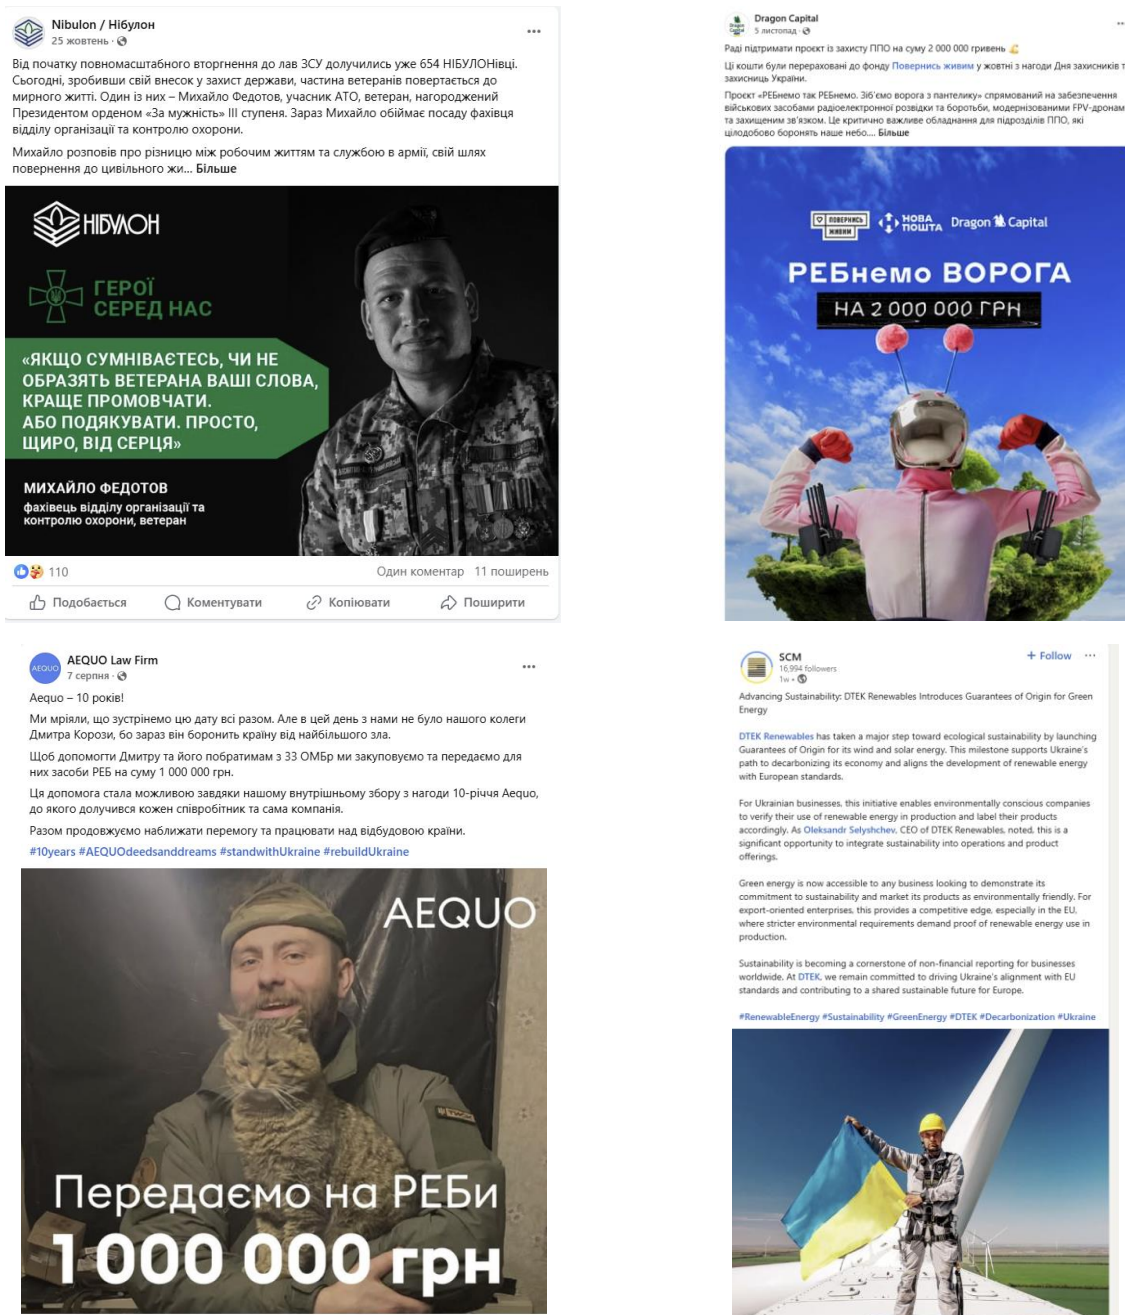 Nibulon / Нібулон
25 жовтень
Від початку повномасштабного вторгнення до лав ЗСУ долучились уже 654 НІБУЛОНівці.
Сьогодні, зробивши свій внесок у захист держави, частина ветеранів повертається до
мирного житті. Один із них – Михайло Федотов, учасник АТО, ветеран, нагороджений
Президентом орденом «За мужність» III ступеня. Зараз Михайло обіймає посаду фахівця
відділу організації та контролю охорони.
Михайло розповів про різницю між робочим життям та службою в армії, свій шлях
повернення до цивільного жи... Більше
НІБУЛОН
ГЕРОЇ
СЕРЕД НАС
«ЯКЩО СУМНІВАЄТЕСЬ, ЧИ НЕ
ОБРАЗЯТЬ ВЕТЕРАНА ВАШІ СЛОВА,
КРАЩЕ ПРОМОВЧАТИ.
АБО ПОДЯКУВАТИ. ПРОСТО,
ЩИРО, ВІД СЕРЦЯ»
МИХАЙЛО ФЕДОТОВ
фахівець відділу організації та
контролю охорони, ветеран
110
Один коментар 11 поширень
Подобається Коментувати Копіювати Поширити
Dragon Capital
5 листопад
Раді підтримати проєкт із захисту ППО на суму 2 000 000 гривень
Ці кошти були перераховані до фонду Повернись живим у жовтні з нагоди Дня захисників т
захисниць України.
Проєкт «РЕБнемо так РЕБнемо. Зіб'ємо ворога з пантелику» спрямований на забезпечення
військових засобами радіоелектронної розвідки та боротьби, модернізованими FPV-дронам
та захищеним зв'язком. Це критично важливе обладнання для підрозділів ППО, які
цілодобово боронять наше небо.... Більше
ПОВЕРНИСЬ
ЖИВИМ
НОВА
ПОШТА
Dragon Capital
РЕБнемо ВОРОГА
НА 2 000 000 ГРН
AEQUO
AEQUO Law Firm
7 серпня
Aequo – 10 років!
Ми мріяли, що зустрінемо цю дату всі разом. Але в цей день з нами не було нашого колеги
Дмитра Корози, бо зараз він боронить країну від найбільшого зла.
Щоб допомогти Дмитру та його побратимам з 33 ОМБр ми закуповуємо та передаємо для
них засоби РЕБ на суму 1 000 000 грн.
Ця допомога стала можливою завдяки нашому внутрішньому збору з нагоди 10-річчя Aequo,
до якого долучився кожен співробітник та сама компанія.
Разом продовжуємо наближати перемогу та працювати над відбудовою країни.
#10years #AEQUOdeedsanddreams #standwithUkraine #rebuildUkraine
AEQUO
Передаємо на РЕБи
1 000 000 грн
SCM
+ Follow
16,994 followers
1w
Advancing Sustainability: DTEK Renewables Introduces Guarantees of Origin for Green
Energy
DTEK Renewables has taken a major step toward ecological sustainability by launching
Guarantees of Origin for its wind and solar energy. This milestone supports Ukraine's
path to decarbonizing its economy and aligns the development of renewable energy
with European standards.
For Ukrainian businesses, this initiative enables environmentally conscious companies
to verify their use of renewable energy in production and label their products
accordingly. As Oleksandr Selyshchev, CEO of DTEK Renewables, noted, this is a
significant opportunity to integrate sustainability into operations and product
offerings.
Green energy is now accessible to any business looking to demonstrate its
commitment to sustainability and market its products as environmentally friendly. For
export-oriented enterprises, this provides a competitive edge, especially in the EU,
where stricter environmental requirements demand proof of renewable energy use in
production.
Sustainability is becoming a cornerstone of non-financial reporting for businesses
worldwide. At DTEK, we remain committed to driving Ukraine's alignment with EU
standards and contributing to a shared sustainable future for Europe.
#RenewableEnergy #Sustainability #GreenEnergy #DTEK #Decarbonization #Ukraine